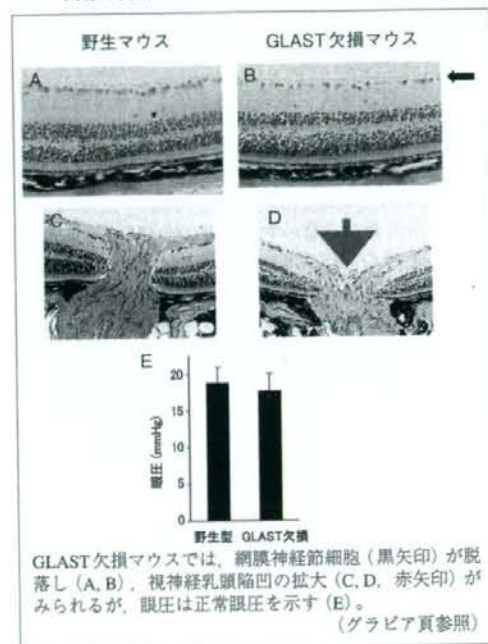 野生マウス
GLAST欠損マウス
A
B
C
D
E
20
15
10
5
0
眼圧 (mmHg)
野生型 GLAST欠損
GLAST欠損マウスでは，網膜神経節細胞（黒矢印）が脱
落し（A, B），視神経乳頭陥凹の拡大（C, D，赤矢印）が
みられるが，眼圧は正常眼圧を示す（E）。
（グラビア頁参照）